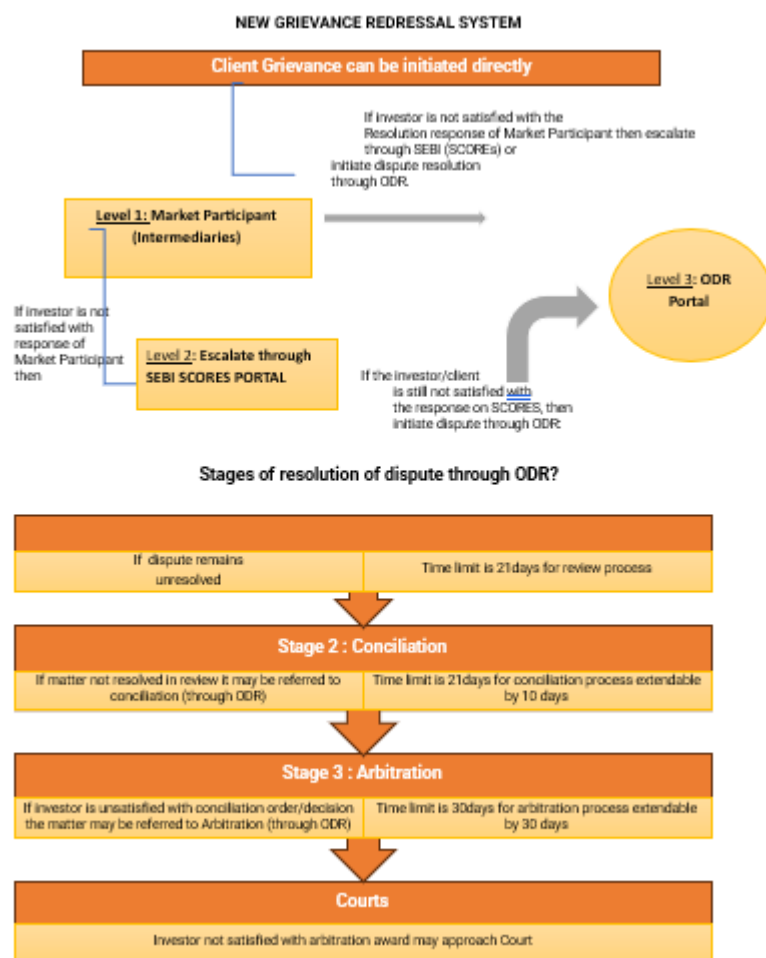 NEW GRIEVANCE REDRESSAL SYSTEM
Client Grievance can be initiated directly
If investor is not satisfied with the
Resolution response of Market Participant then escalate
through SEBI (SCOREs) or
initiate dispute resolution
through ODR.
Level 1: Market Participant
(Intermediaries)
Level 3: ODR
Portal
If investor is not
satisfied with
response of
Market Participant
then
Level 2: Escalate through
SEBI SCORES PORTAL
If the investor/client
is still not satisfied with
the response on SCORES, then
initiate dispute through ODR:
Stages of resolution of dispute through ODR?
If dispute remains
unresolved
Time limit is 21days for review process
Stage 2 : Conciliation
If matter not resolved in review it may be referred to
conciliation (through ODR)
Time limit is 21days for conciliation process extendable
by 10 days
Stage 3 : Arbitration
If investor is unsatisfied with conciliation order/decision
the matter may be referred to Arbitration (through ODR)
Time limit is 30days for arbitration process extendable
by 30 days
Courts
Investor not satisfied with arbitration award may approach Court